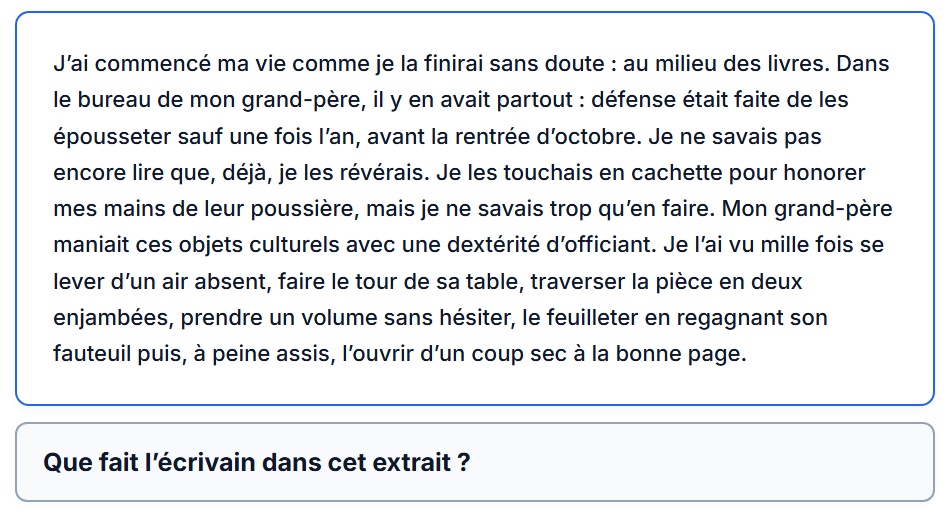 J’ai commencé ma vie comme je la finirai sans doute : au milieu des livres. Dans
le bureau de mon grand-père, il y en avait partout : défense était faite de les
épousseter sauf une fois l’an, avant la rentrée d’octobre. Je ne savais pas
encore lire que, déjà, je les révérais. Je les touchais en cachette pour honorer
mes mains de leur poussière, mais je ne savais trop qu’en faire. Mon grand-père
maniait ces objets culturels avec une dextérité d’officiant. Je l’ai vu mille fois se
lever d’un air absent, faire le tour de sa table, traverser la pièce en deux
enjambées, prendre un volume sans hésiter, le feuilleter en regagnant son
fauteuil puis, à peine assis, l’ouvrir d’un coup sec à la bonne page.
Que fait l’écrivain dans cet extrait ?